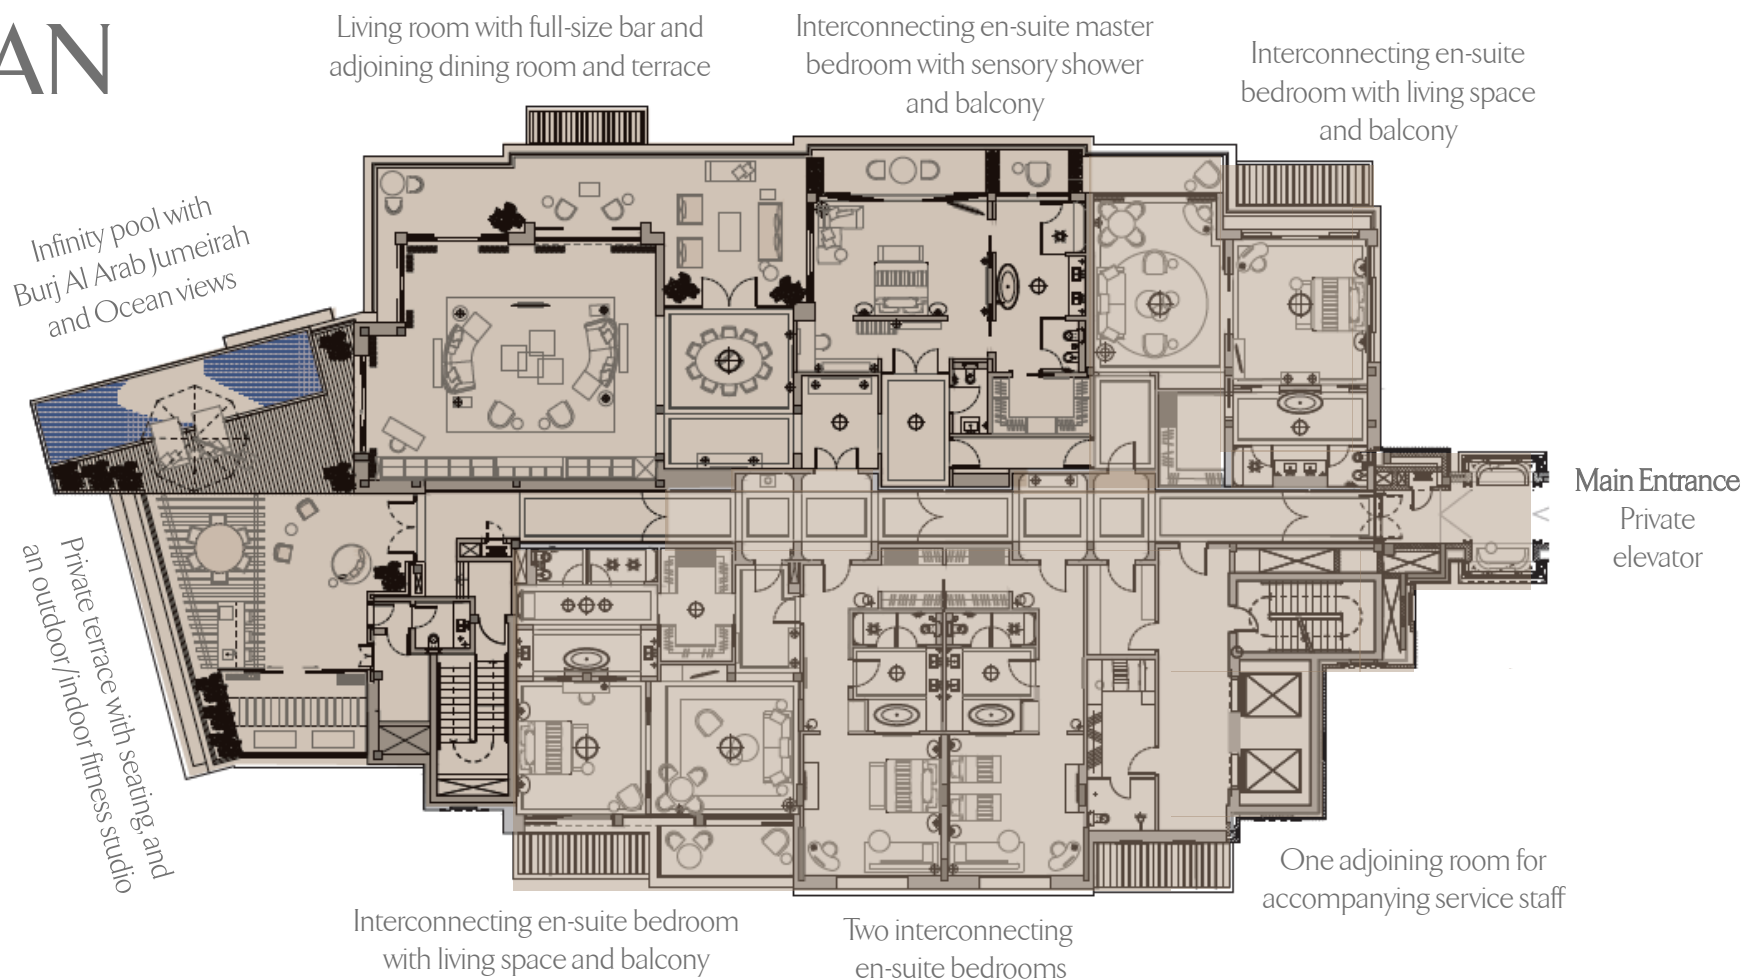 AN
Living room with full-size bar and
adjoining dining room and terrace
Interconnecting en-suite master
bedroom with sensory shower
and balcony
Interconnecting en-suite
bedroom with living space
and balcony
Infinity pool with
Burj Al Arab Jumeirah
and Ocean views
Main Entrance
Private
elevator
Private terrace with seating, and
an outdoor/indoor fitness studio
One adjoining room for
accompanying service staff
Interconnecting en-suite bedroom
with living space and balcony
Two interconnecting
en-suite bedrooms